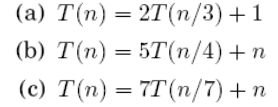 (a) T(n) = 2T(n/3) + 1
(b) T(n) = 5T(n/4) + n
(c) T(n) = 7T(n/7) + n